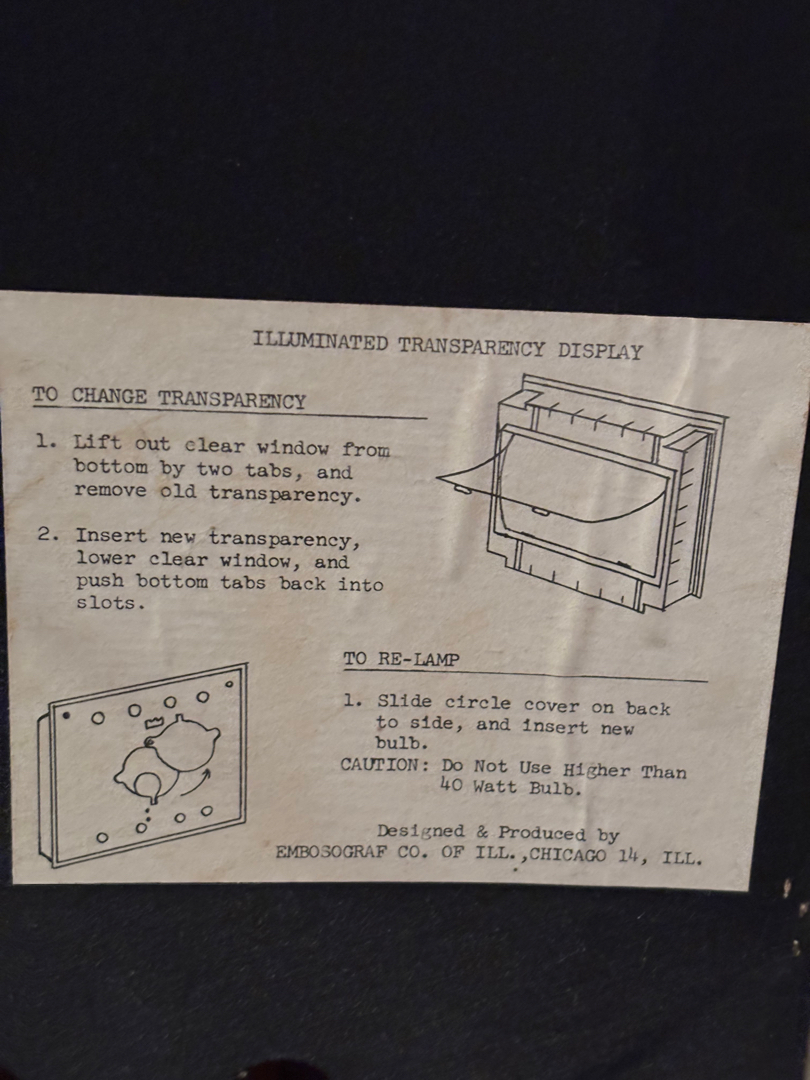 ILLUMINATED TRANSPARENCY DISPLAY
TO CHANGE TRANSPARENCY
1. Lift out clear window from
bottom by two tabs, and
remove old transparency.
2. Insert new transparency,
lower clear window, and
push bottom tabs back into
slots.
TO RE-LAMP
1. Slide circle cover on back
to side, and insert new
bulb.
CAUTION: Do Not Use Higher Than
40 Watt Bulb.
Designed & Produced by
EMBOSOGRAF CO. OF ILL.,CHICAGO 14, ILL.